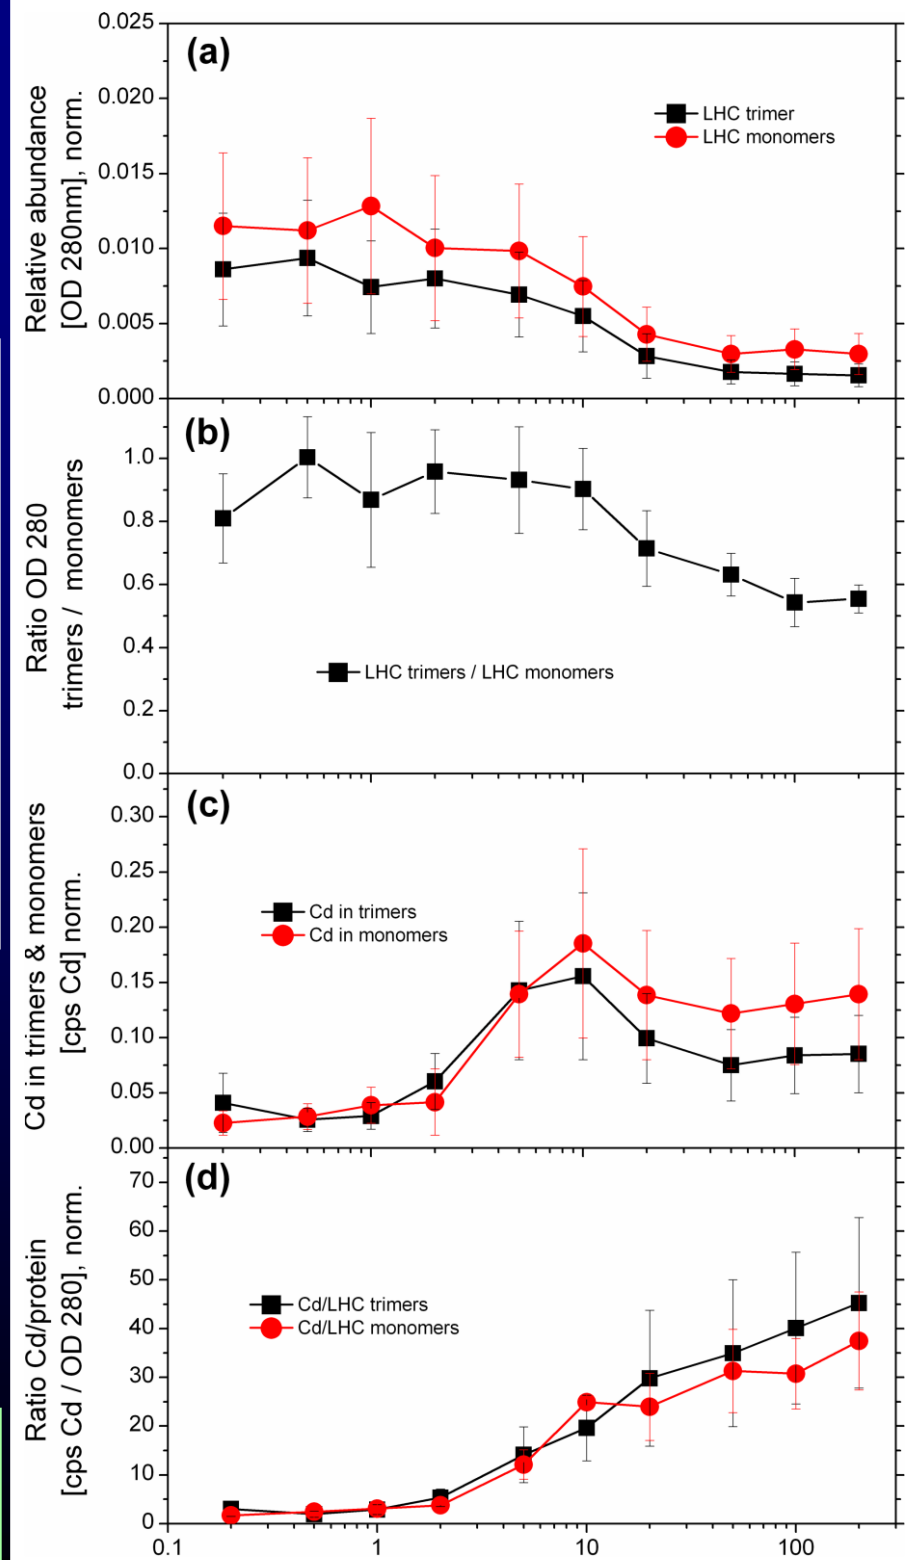 0.025
(a)
Relative abundance
[OD 280nm], norm.
0.020
LHC trimer
LHC monomers
0.015
0.010
0.005
0.000
(b)
Ratio OD 280
trimers / monomers
1.0
0.8
0.6
0.4
LHC trimers / LHC monomers
0.2
0.0
(c)
Cd in trimers & monomers
[cps Cd] norm.
0.30
0.25
Cd in trimers
Cd in monomers
0.20
0.15
0.10
0.05
0.00
(d)
Ratio Cd/protein
[cps Cd / OD 280], norm.
70
60
50
Cd/LHC trimers
Cd/LHC monomers
40
30
20
10
0
0.1 1 10 100